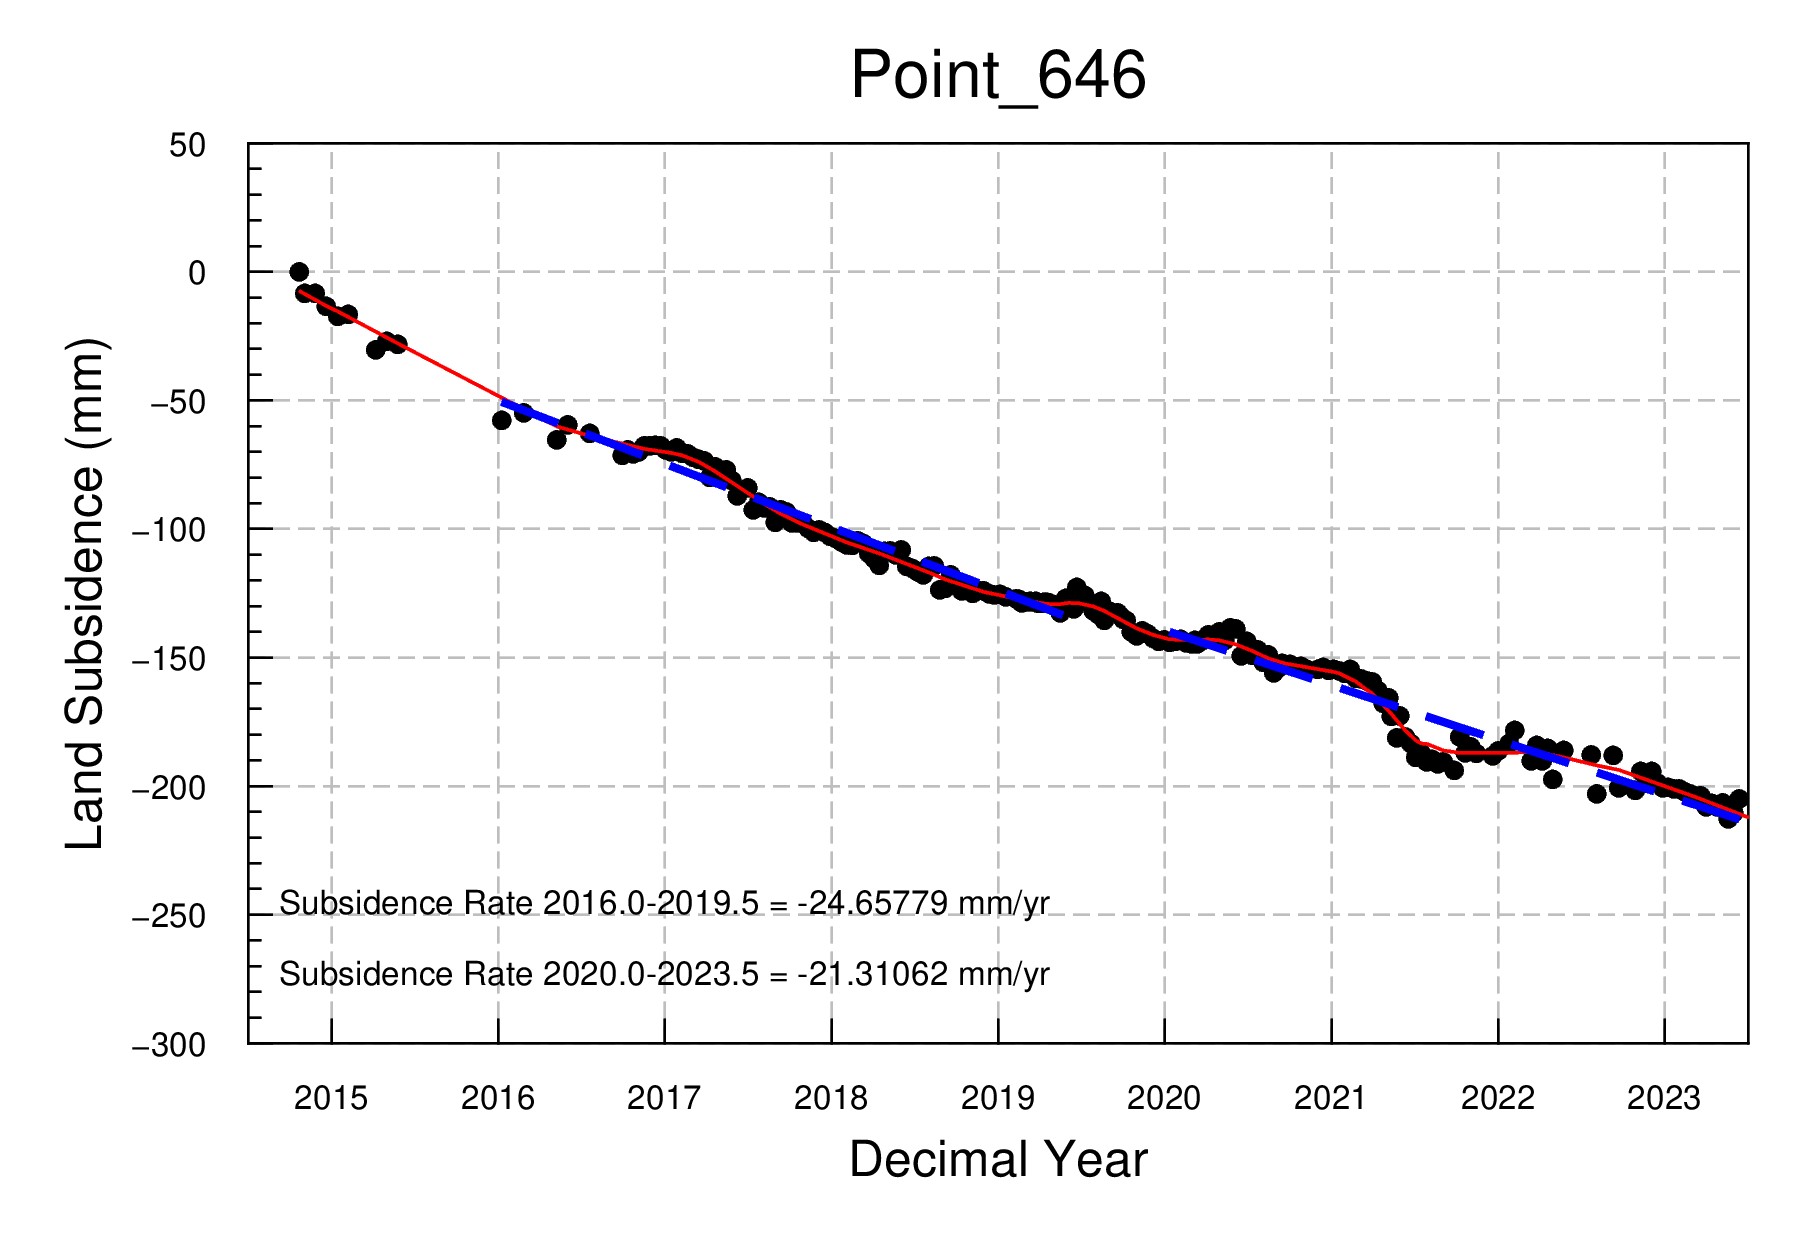 Point_646
50
0
−50
−100
−150
−200
−250
−300
Land Subsidence (mm)
Subsidence Rate 2016.0-2019.5 = -24.65779 mm/yr
Subsidence Rate 2020.0-2023.5 = -21.31062 mm/yr
2015 2016 2017 2018 2019 2020 2021 2022 2023
Decimal Year